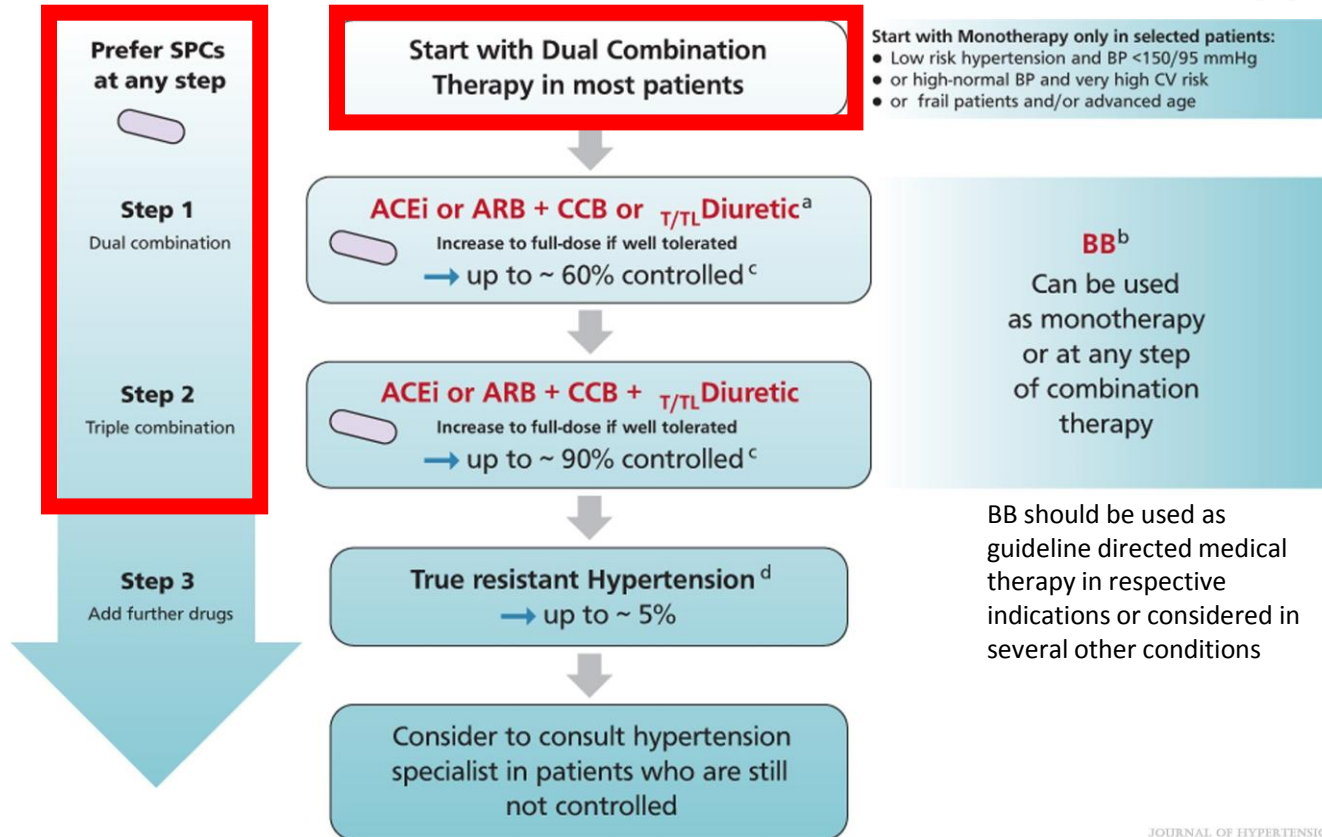 Prefer SPCs
at any step
Start with Dual Combination
Therapy in most patients
Start with Monotherapy only in selected patients:
● Low risk hypertension and BP <150/95 mmHg
● or high-normal BP and very high CV risk
● or frail patients and/or advanced age
Step 1
Dual combination
ACEi or ARB + CCB or T/TLDiuretic a
Increase to full-dose if well tolerated
→ up to ~ 60% controlled c
BB b
Can be used
as monotherapy
or at any step
of combination
therapy
Step 2
Triple combination
ACEi or ARB + CCB + T/TLDiuretic
Increase to full-dose if well tolerated
→ up to ~ 90% controlled c
BB should be used as
guideline directed medical
therapy in respective
indications or considered in
several other conditions
Step 3
Add further drugs
True resistant Hypertension d
→ up to ~ 5%
Consider to consult hypertension
specialist in patients who are still
not controlled
JOURNAL OF HYPERTENSIO